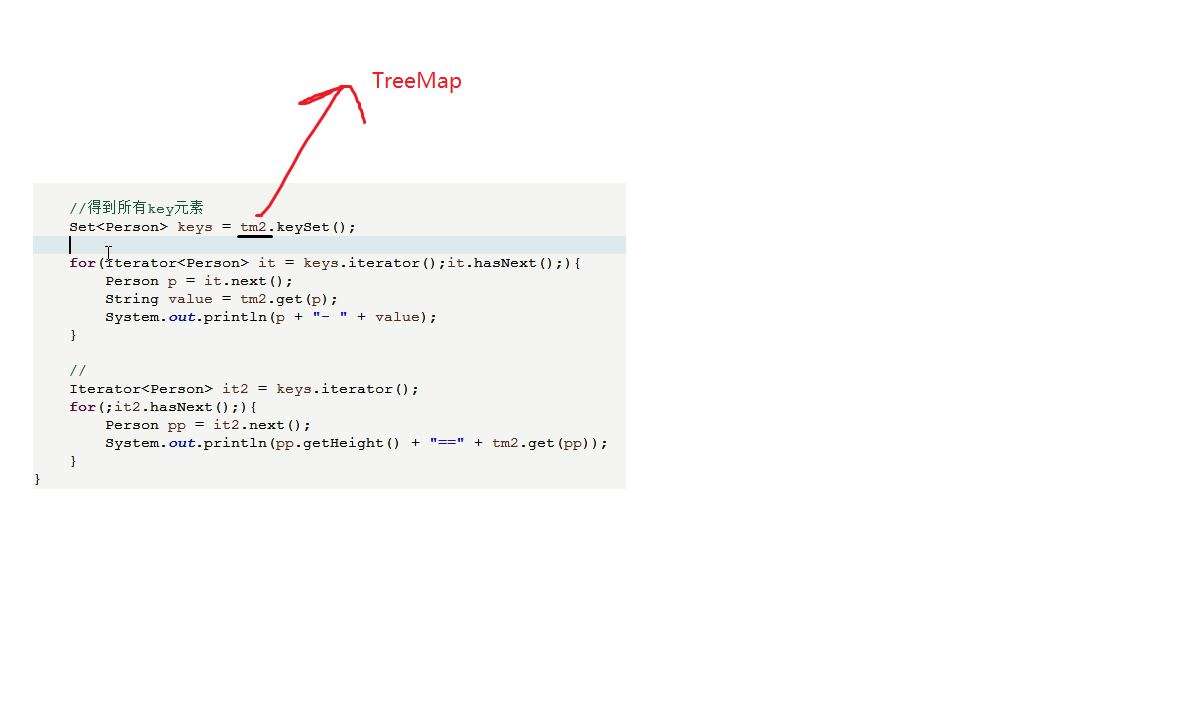 TreeMap
//得到所有key元素
Set<Person> keys = tm2.keySet();
for(Iterator<Person> it = keys.iterator();it.hasNext();){
Person p = it.next();
String value = tm2.get(p);
System.out.println(p + "- " + value);
}
//
Iterator<Person> it2 = keys.iterator();
for(;it2.hasNext();){
Person pp = it2.next();
System.out.println(pp.getHeight() + "==" + tm2.get(pp));
}
}